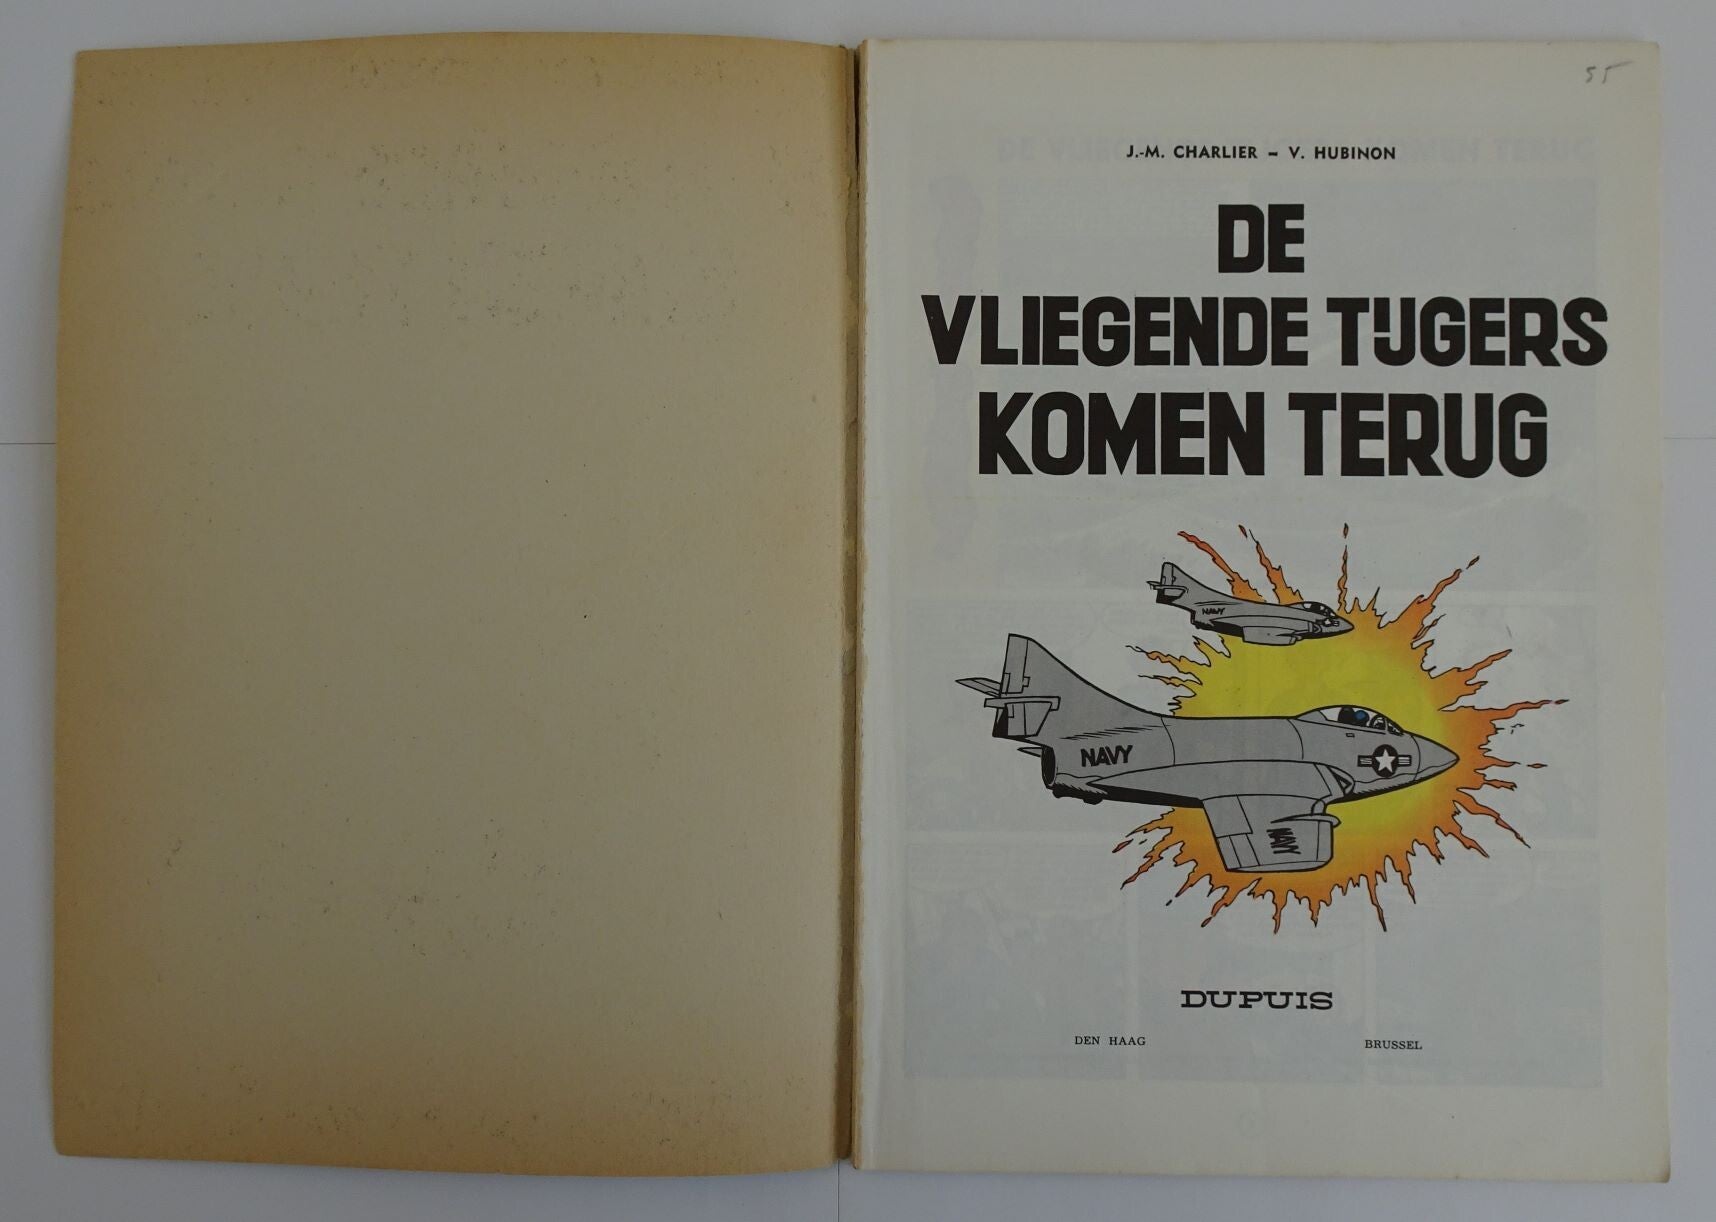 55
J.-M. CHARLIER – V. HUBINON
DE
VLIEGENDE TIJGERS
KOMEN TERUG
NAVY
NAVY
NAVY
DUPUIS
DEN HAAG BRUSSEL